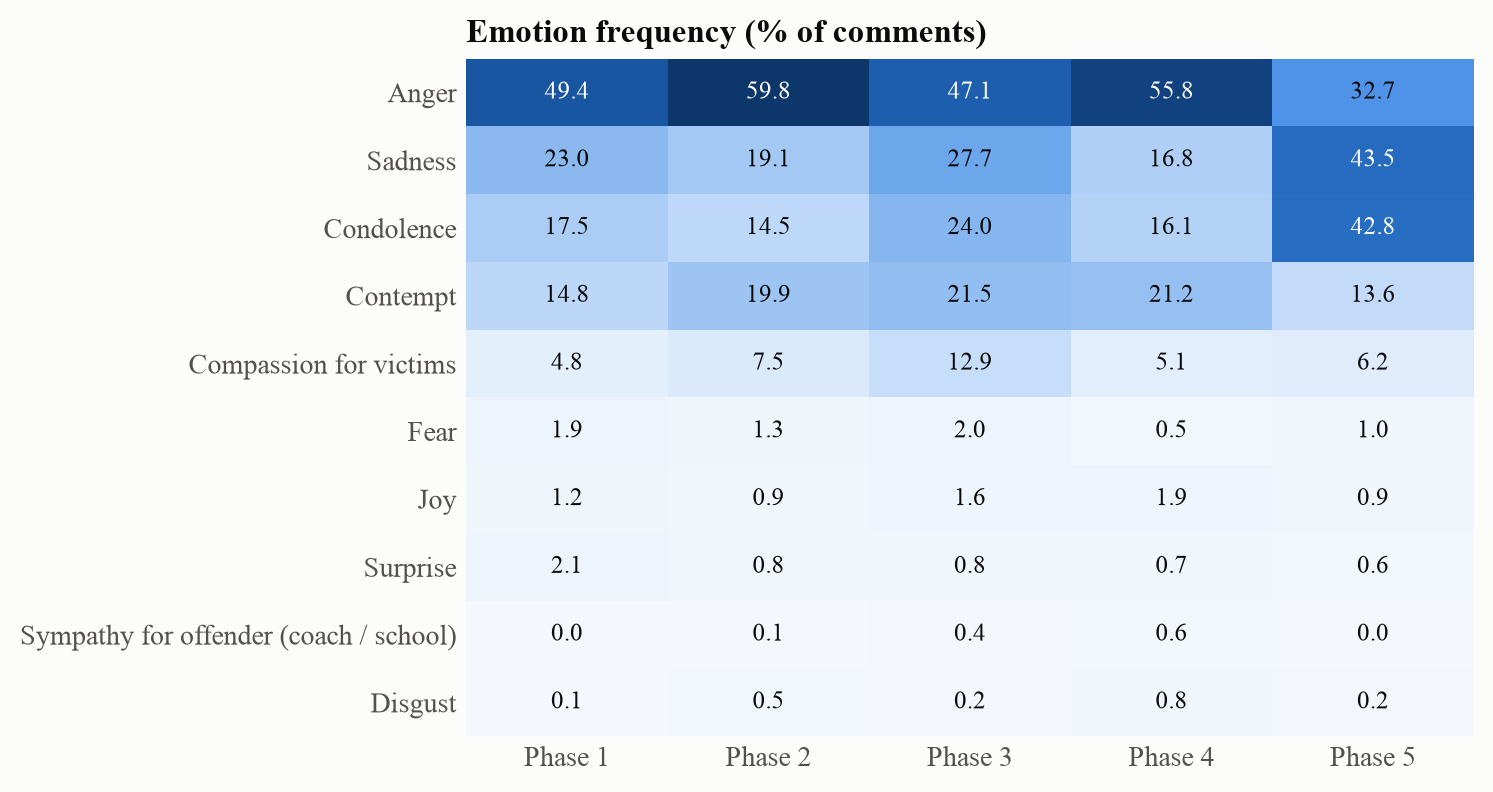 Emotion frequency (% of comments)
Anger 49.4 59.8 47.1 55.8 32.7
Sadness 23.0 19.1 27.7 16.8 43.5
Condolence 17.5 14.5 24.0 16.1 42.8
Contempt 14.8 19.9 21.5 21.2 13.6
Compassion for victims 4.8 7.5 12.9 5.1 6.2
Fear 1.9 1.3 2.0 0.5 1.0
Joy 1.2 0.9 1.6 1.9 0.9
Surprise 2.1 0.8 0.8 0.7 0.6
Sympathy for offender (coach / school) 0.0 0.1 0.4 0.6 0.0
Disgust 0.1 0.5 0.2 0.8 0.2
Phase 1 Phase 2 Phase 3 Phase 4 Phase 5